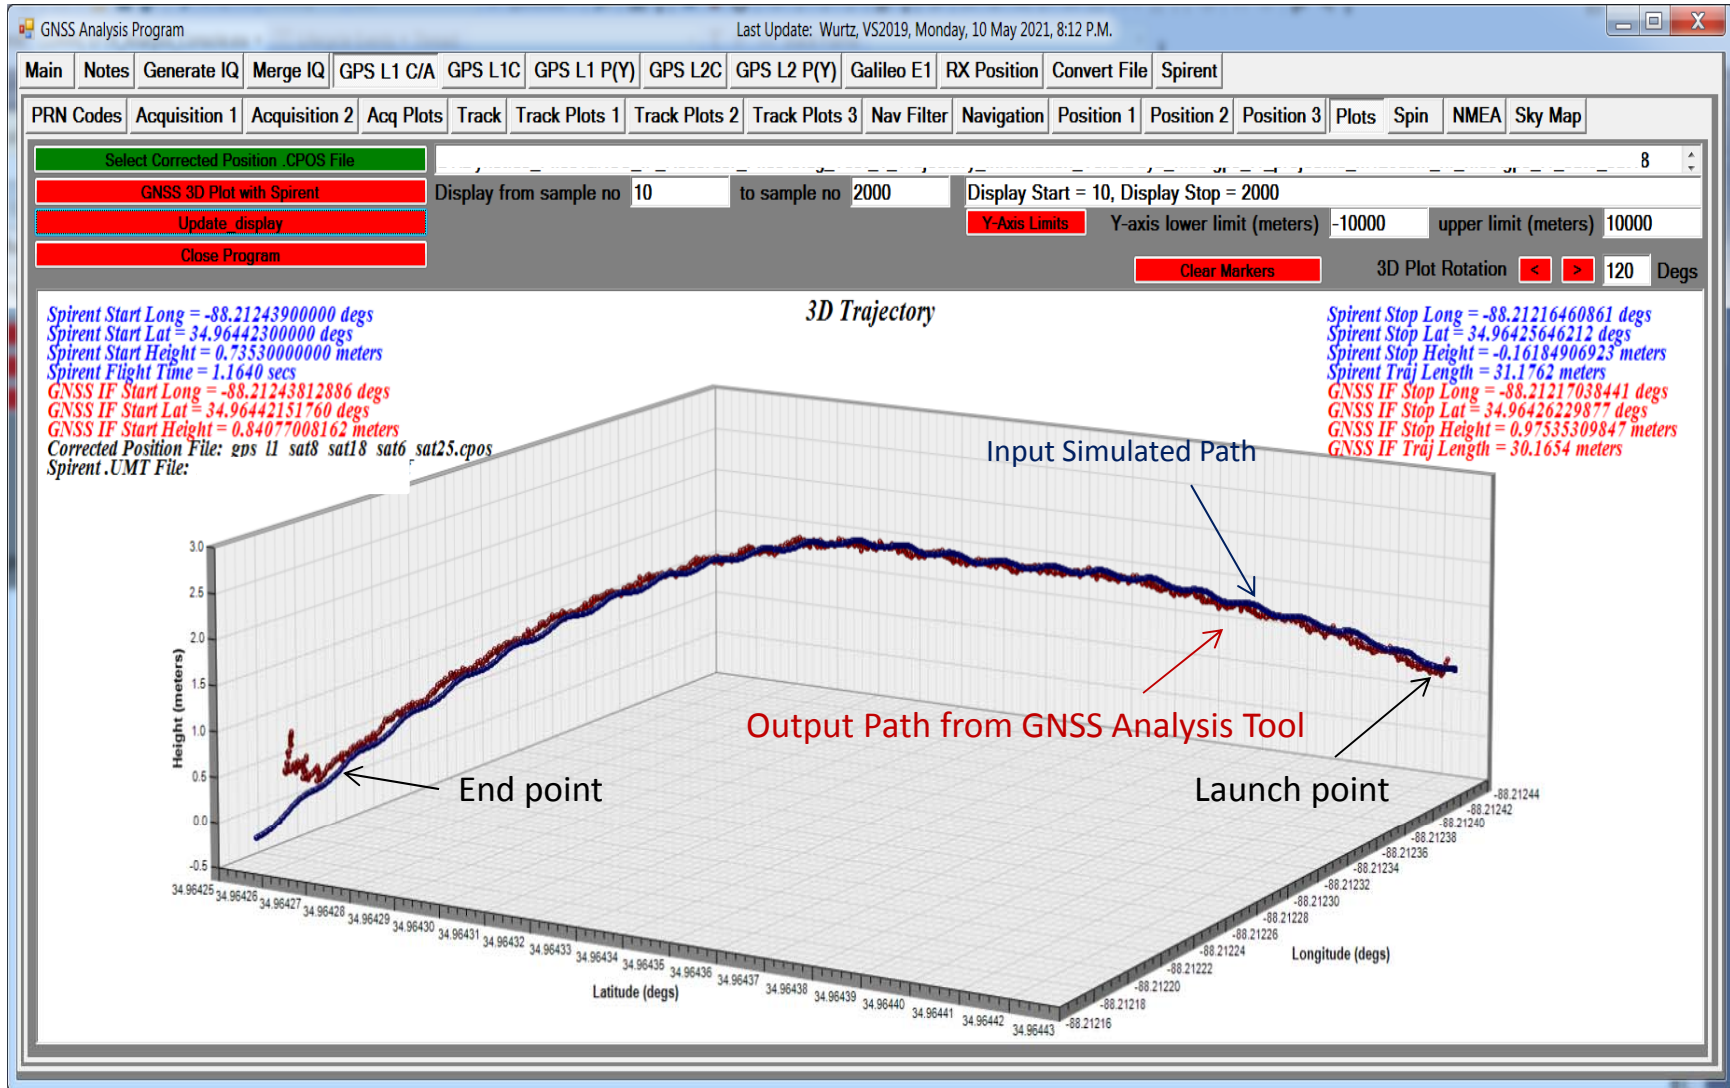 GNSS Analysis Program
Last Update: Wurtz, VS2019, Monday, 10 May 2021, 8:12 P.M.
Main Notes Generate IQ Merge IQ GPS L1 C/A GPS L1C GPS L1 P(Y) GPS L2C GPS L2 P(Y) Galileo E1 RX Position Convert File Spirent
PRN Codes Acquisition 1 Acquisition 2 Acq Plots Track Track Plots 1 Track Plots 2 Track Plots 3 Nav Filter Navigation Position 1 Position 2 Position 3 Plots Spin NMEA Sky Map
Select Corrected Position .CPOS File
8
GNSS 3D Plot with Spirent Display from sample no 10 to sample no 2000 Display Start = 10, Display Stop = 2000
Update_display Y-Axis Limits Y-axis lower limit (meters) -10000 upper limit (meters) 10000
Close Program Clear Markers 3D Plot Rotation < > 120 Degs
3D Trajectory
Spirent Start Long = -88.21243900000 degs
Spirent Start Lat = 34.96442300000 degs
Spirent Start Height = 0.73530000000 meters
Spirent Flight Time = 1.1640 secs
GNSS IF Start Long = -88.21243812886 degs
GNSS IF Start Lat = 34.96442151760 degs
GNSS IF Start Height = 0.84077008162 meters
Corrected Position File: gps_l1_sat8_sat18_sat6_sat25.cpos
Spirent .UMT File:
Spirent Stop Long = -88.21216460861 degs
Spirent Stop Lat = 34.96425646212 degs
Spirent Stop Height = -0.16184906923 meters
Spirent Traj Length = 31.1762 meters
GNSS IF Stop Long = -88.21217038441 degs
GNSS IF Stop Lat = 34.96426229877 degs
GNSS IF Stop Height = 0.97535309847 meters
GNSS IF Traj Length = 30.1654 meters
Input Simulated Path
Output Path from GNSS Analysis Tool
End point
Launch point
Height (meters)
3.0
2.5
2.0
1.5
1.0
0.5
0.0
-0.5
34.96425
34.96426
34.96427
34.96428
34.96429
34.96430
34.96431
34.96432
34.96433
34.96434
34.96435
34.96436
34.96437
34.96438
34.96439
34.96440
34.96441
34.96442
34.96443
Latitude (degs)
-88.21244
-88.21242
-88.21240
-88.21238
-88.21236
-88.21234
-88.21232
-88.21230
-88.21228
-88.21226
-88.21224
-88.21222
-88.21220
-88.21218
-88.21216
Longitude (degs)